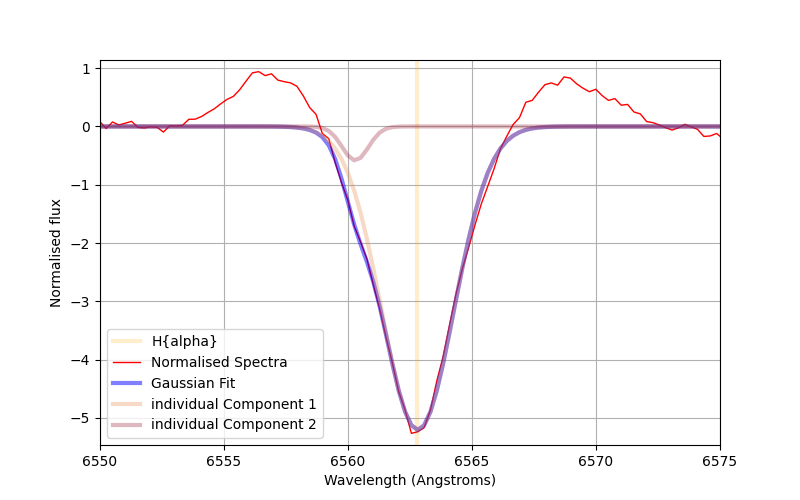 1
0
−1
−2
−3
−4
−5
Normalised flux
H{alpha}
Normalised Spectra
Gaussian Fit
individual Component 1
individual Component 2
6550 6555 6560 6565 6570 6575
Wavelength (Angstroms)